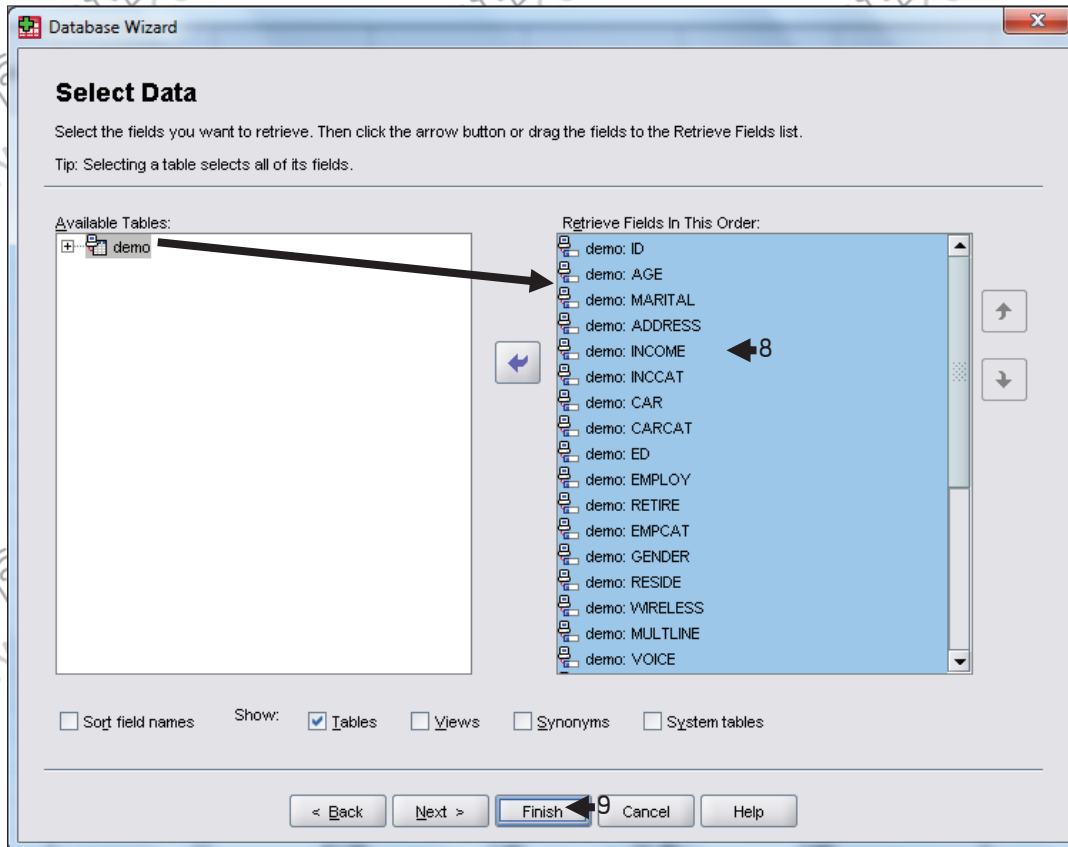 Database Wizard
Select Data
Select the fields you want to retrieve. Then click the arrow button or drag the fields to the Retrieve Fields list.
Tip: Selecting a table selects all of its fields.
Available Tables:
demo
Retrieve Fields In This Order:
demo: ID
demo: AGE
demo: MARITAL
demo: ADDRESS
demo: INCOME 8
demo: INCCAT
demo: CAR
demo: CARCAT
demo: ED
demo: EMPLOY
demo: RETIRE
demo: EMPCAT
demo: GENDER
demo: RESIDE
demo: WIRELESS
demo: MULTLINE
demo: VOICE
Sort field names Show: Tables Views Synonyms System tables
< Back Next > Finish 9 Cancel Help